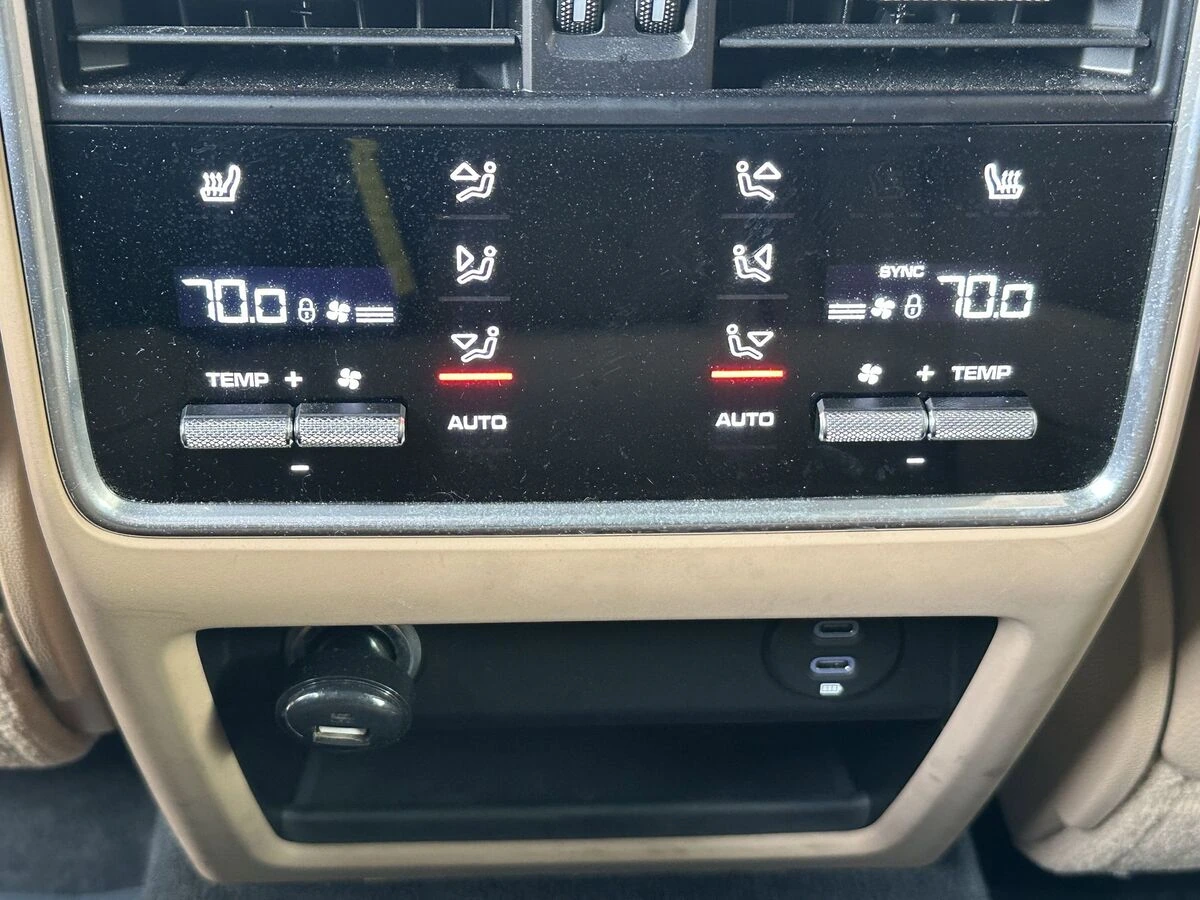 SYNC
70.0
70.0
TEMP +
+ TEMP
AUTO
AUTO
-
-